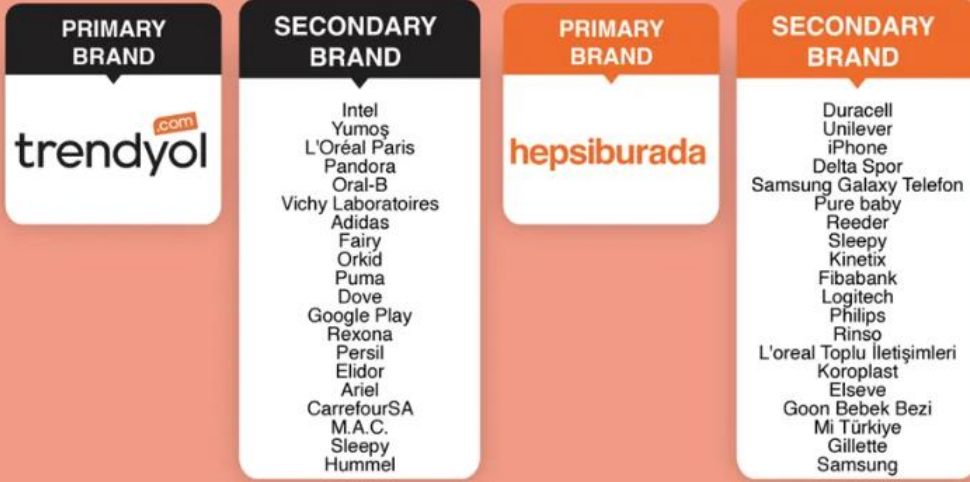 PRIMARY
BRAND
.com
trendyol
SECONDARY
BRAND
Intel
Yumoş
L'Oréal Paris
Pandora
Oral-B
Vichy Laboratoires
Adidas
Fairy
Orkid
Puma
Dove
Google Play
Rexona
Persil
Elidor
Ariel
CarrefourSA
M.A.C.
Sleepy
Hummel
PRIMARY
BRAND
hepsiburada
SECONDARY
BRAND
Duracell
Unilever
iPhone
Delta Spor
Samsung Galaxy Telefon
Pure baby
Reeder
Sleepy
Kinetix
Fibabank
Logitech
Philips
Rinso
L'oreal Toplu İletişimleri
Koroplast
Elseve
Goon Bebek Bezi
Mi Türkiye
Gillette
Samsung